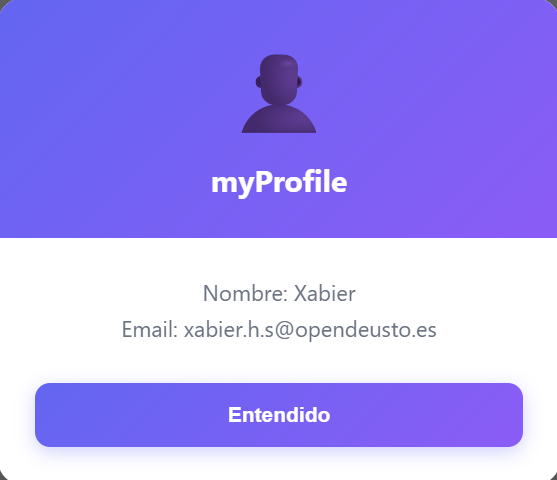 myProfile
Nombre: Xabier
Email: xabier.h.s@opendeusto.es
Entendido